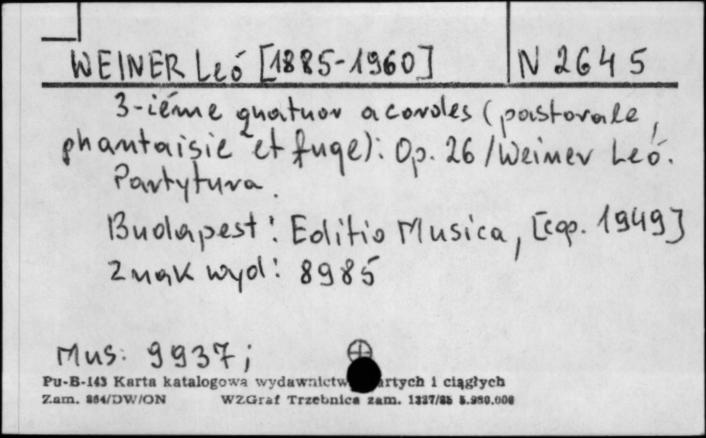 WEINER Leó [1885-1960] N 2645
3-ième quatuor a cordes (pastorale,
phantaisie et fuge): Op. 26 / Weiner Leó.
Partytura.
Budapest: Editio Musica, [cop. 1949]
Znak wyd: 8985
Mus: 9937;
Pu-B-143 Karta katalogowa wydawnictw artych i ciągłych
Zam. 864/DW/ON WZGraf Trzebnica zam. 1327/85 5.950.000